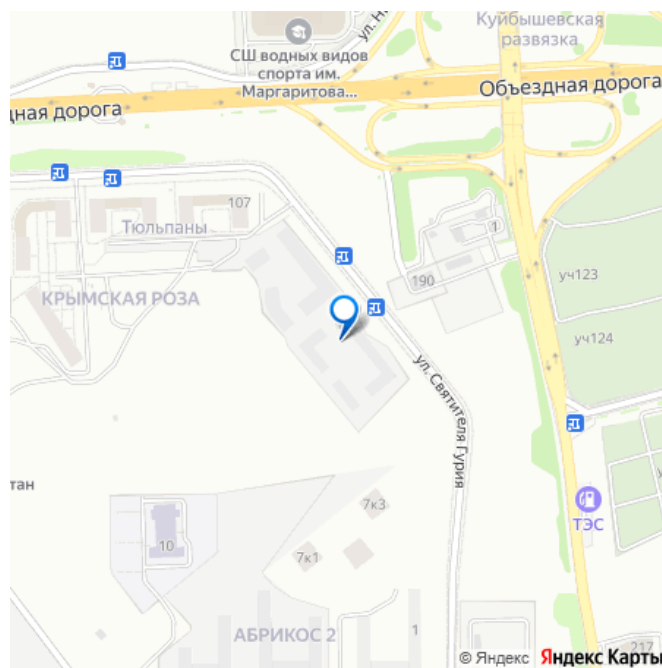 ул. Н
Куйбышевская
развязка
СШ водных видов
спорта им.
Маргаритова...
Объездная дорога
дная дорога
107
Тюльпаны
1
190
уч123
КРЫМСКАЯ РОЗА
уч124
ул. Святителя Гурия
тан
7к3
ТЭС
10
7к1
АБРИКОС 2
1
217
© Яндекс Яндекс Карты